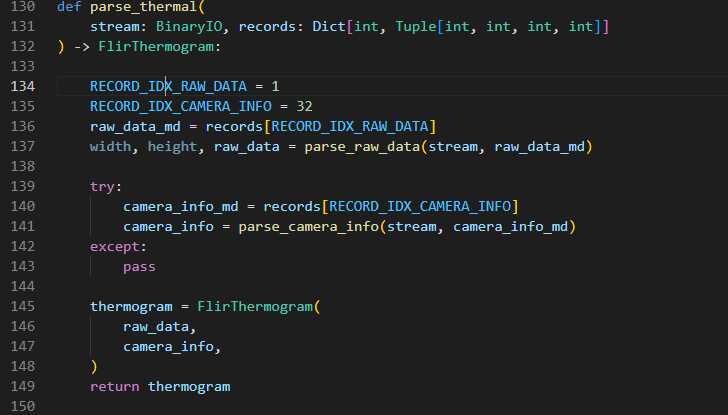 130 def parse_thermal(
131     stream: BinaryIO, records: Dict[int, Tuple[int, int, int, int]]
132 ) -> FlirThermogram:
133
134     RECORD_IDX_RAW_DATA = 1
135     RECORD_IDX_CAMERA_INFO = 32
136     raw_data_md = records[RECORD_IDX_RAW_DATA]
137     width, height, raw_data = parse_raw_data(stream, raw_data_md)
138
139     try:
140         camera_info_md = records[RECORD_IDX_CAMERA_INFO]
141         camera_info = parse_camera_info(stream, camera_info_md)
142     except:
143         pass
144
145     thermogram = FlirThermogram(
146         raw_data,
147         camera_info,
148     )
149     return thermogram
150